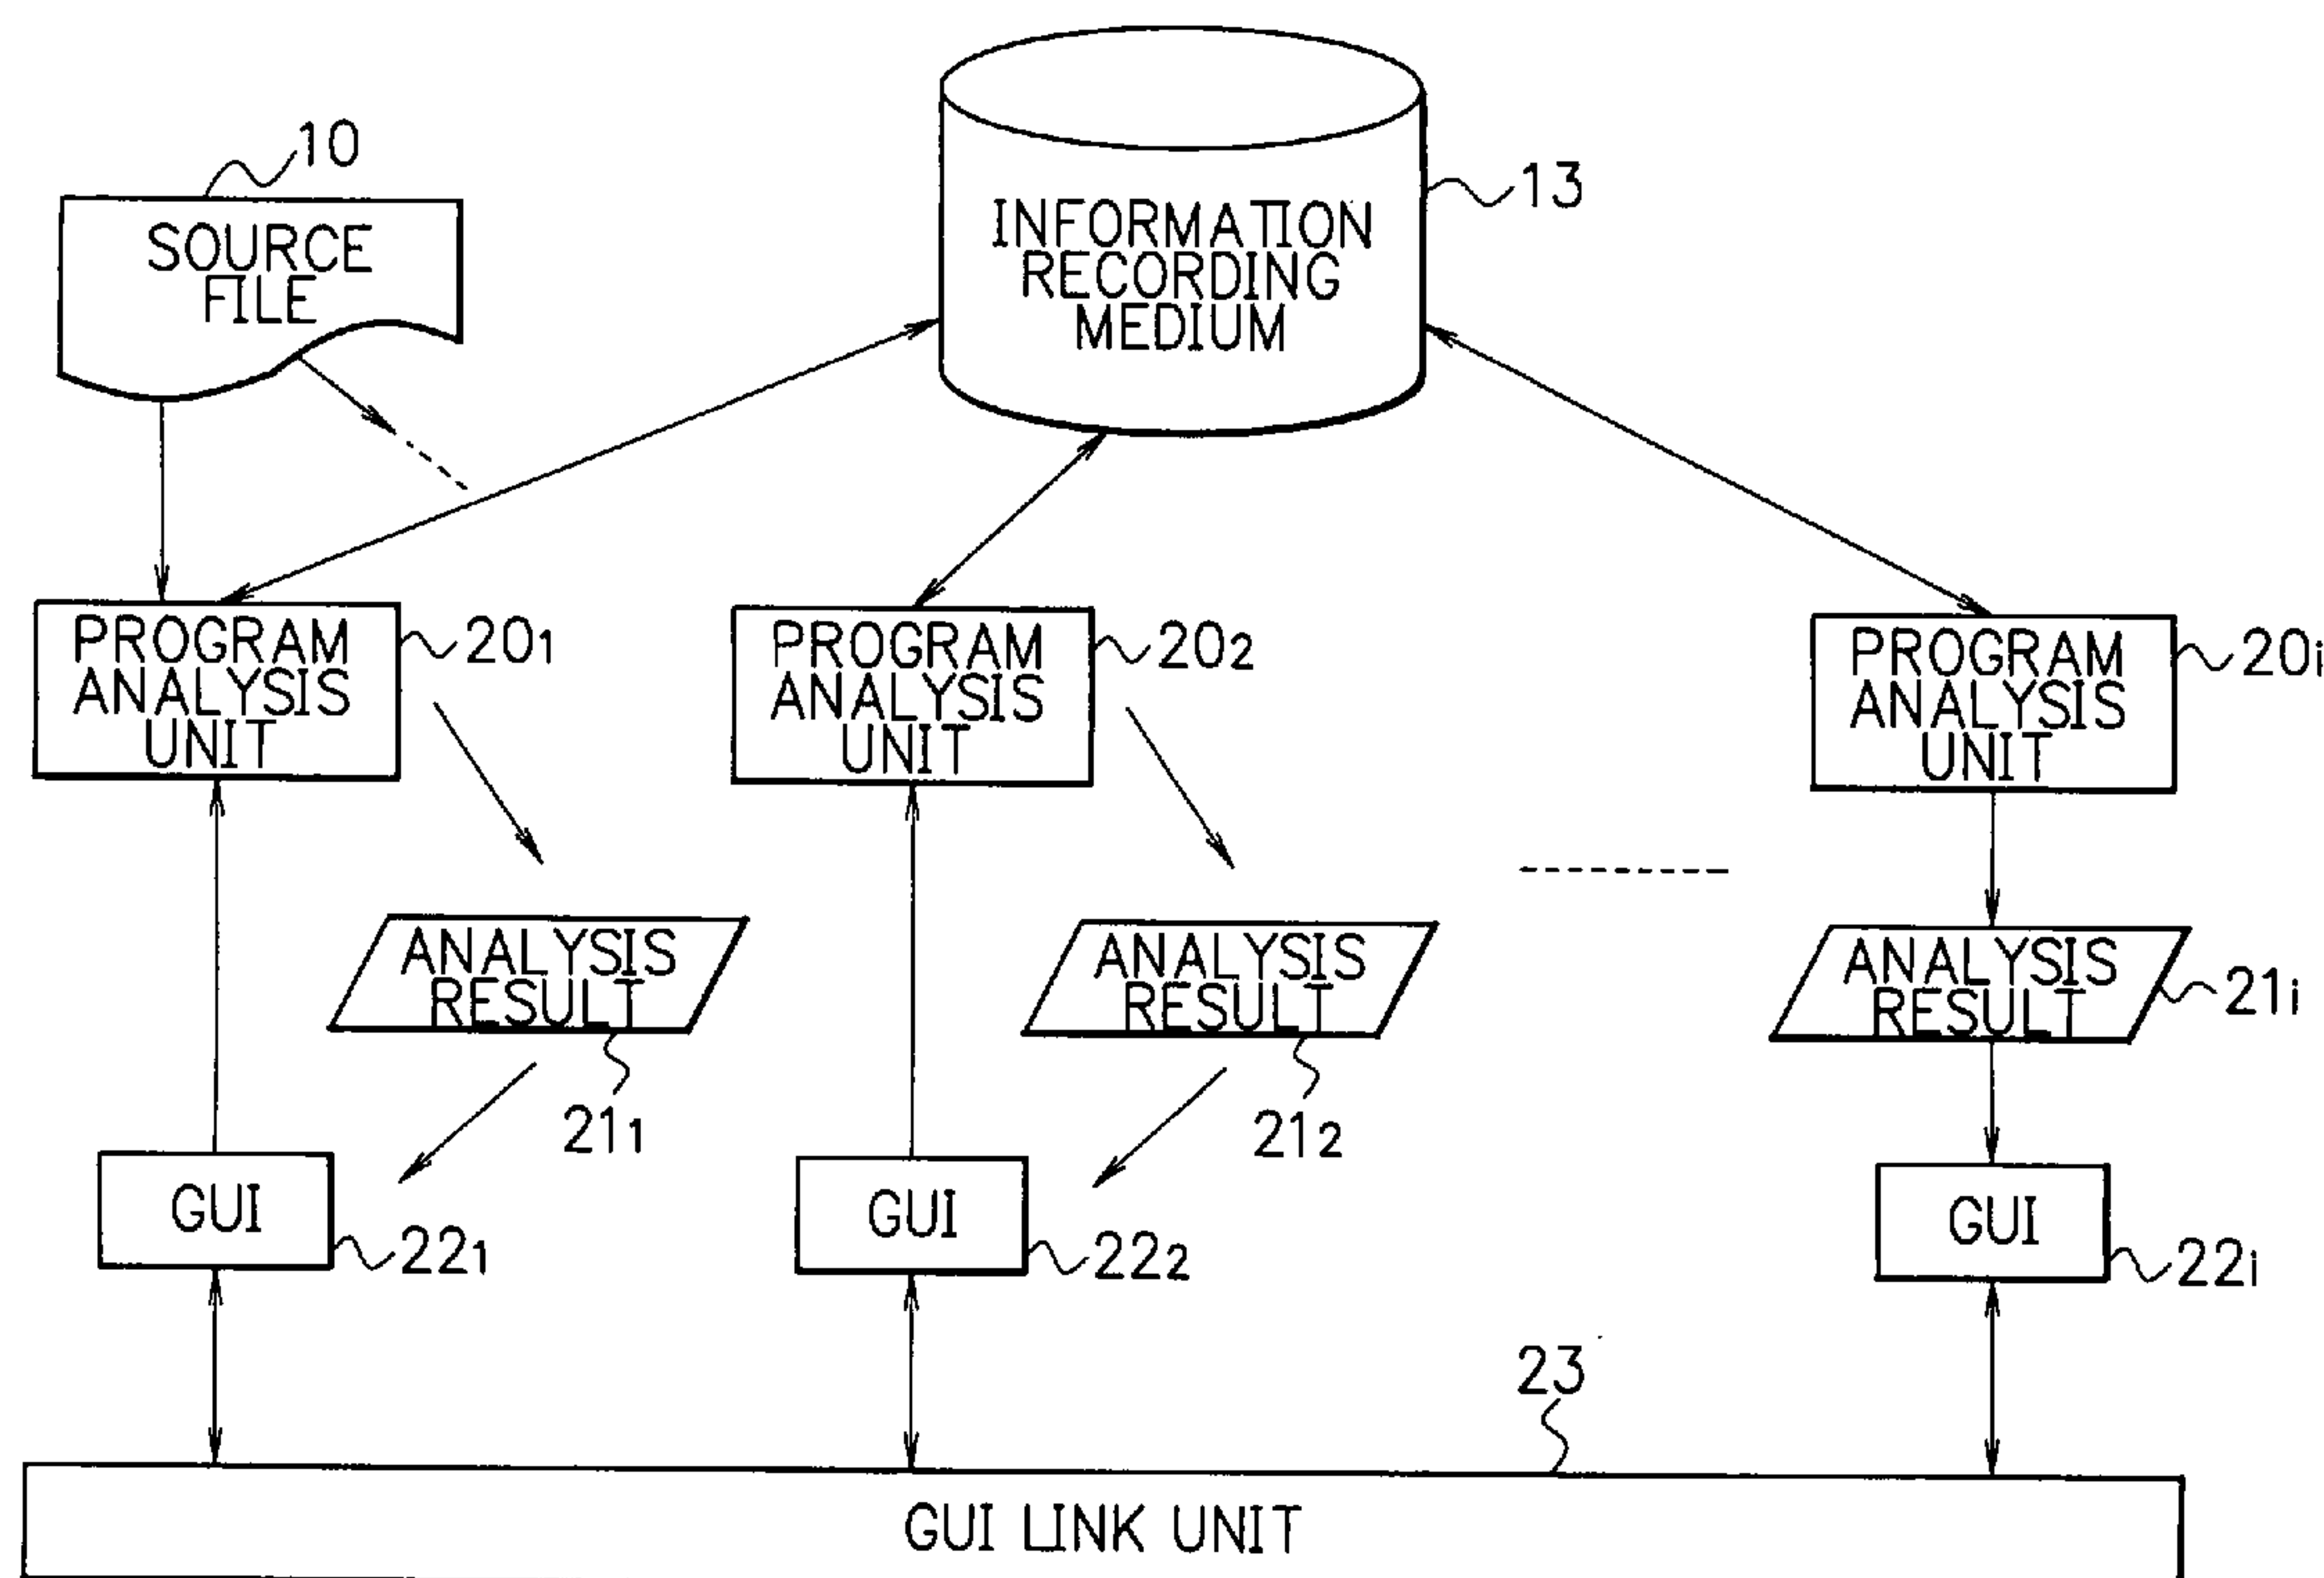 10
SOURCE
FILE
INFORMATION
RECORDING
MEDIUM
13
PROGRAM
ANALYSIS
UNIT
20₁
PROGRAM
ANALYSIS
UNIT
20₂
PROGRAM
ANALYSIS
UNIT
20i
ANALYSIS
RESULT
21₁
ANALYSIS
RESULT
21₂
ANALYSIS
RESULT
21i
GUI
22₁
GUI
22₂
GUI
22i
23
GUI LINK UNIT